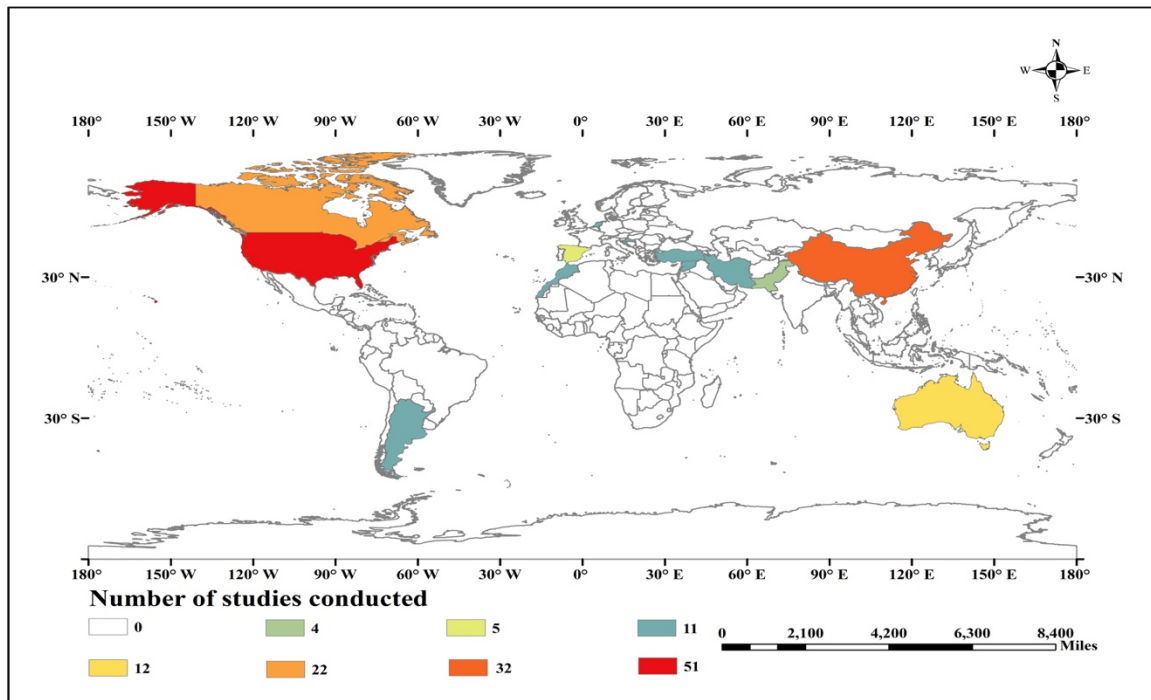 N
W E
S
180° 150° W 120° W 90° W 60° W 30° W 0° 30° E 60° E 90° E 120° E 150° E 180°
30° N 30° N
30° S 30° S
180° 150° W 120° W 90° W 60° W 30° W 0° 30° E 60° E 90° E 120° E 150° E 180°
Number of studies conducted
0 4 5 11
12 22 32 51
0 2,100 4,200 6,300 8,400
Miles